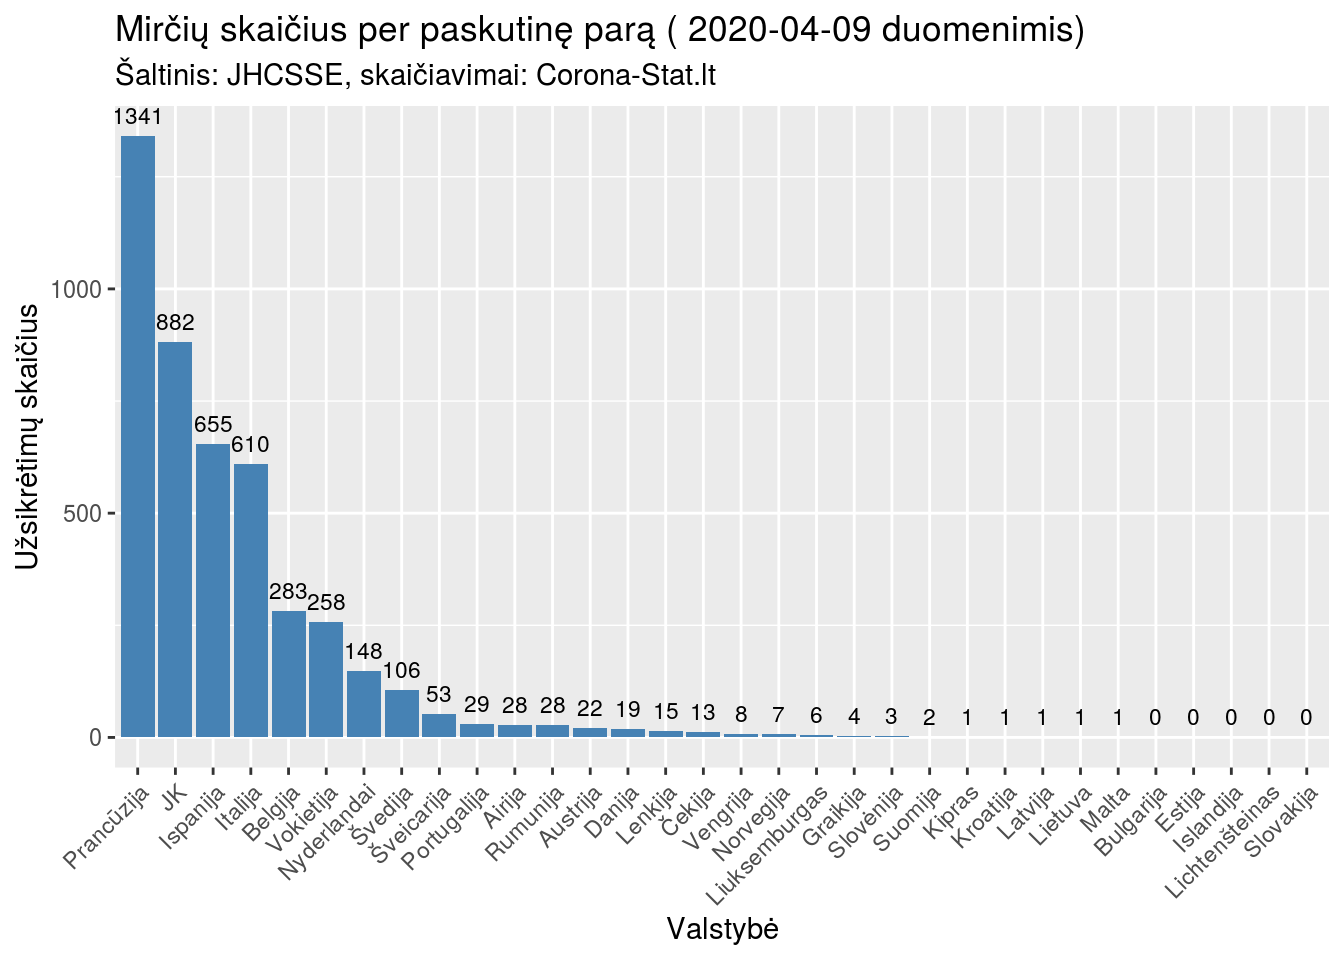 Mirčių skaičius per paskutinę parą ( 2020-04-09 duomenimis)
Šaltinis: JHCSSE, skaičiavimai: Corona-Stat.lt
Užsikrėtimų skaičius
1000
500
0
1341
882
655
610
283
258
148
106
53
29
28
28
22
19
15
13
8
7
6
4
3
2
1
1
1
1
1
0
0
0
0
0
Prancūzija
JK
Ispanija
Italija
Belgija
Vokietija
Nyderlandai
Švedija
Šveicarija
Portugalija
Airija
Rumunija
Austrija
Danija
Lenkija
Čekija
Vengrija
Norvegija
Liuksemburgas
Graikija
Slovėnija
Suomija
Kipras
Kroatija
Latvija
Lietuva
Malta
Bulgarija
Estija
Islandija
Lichtenšteinas
Slovakija
Valstybė